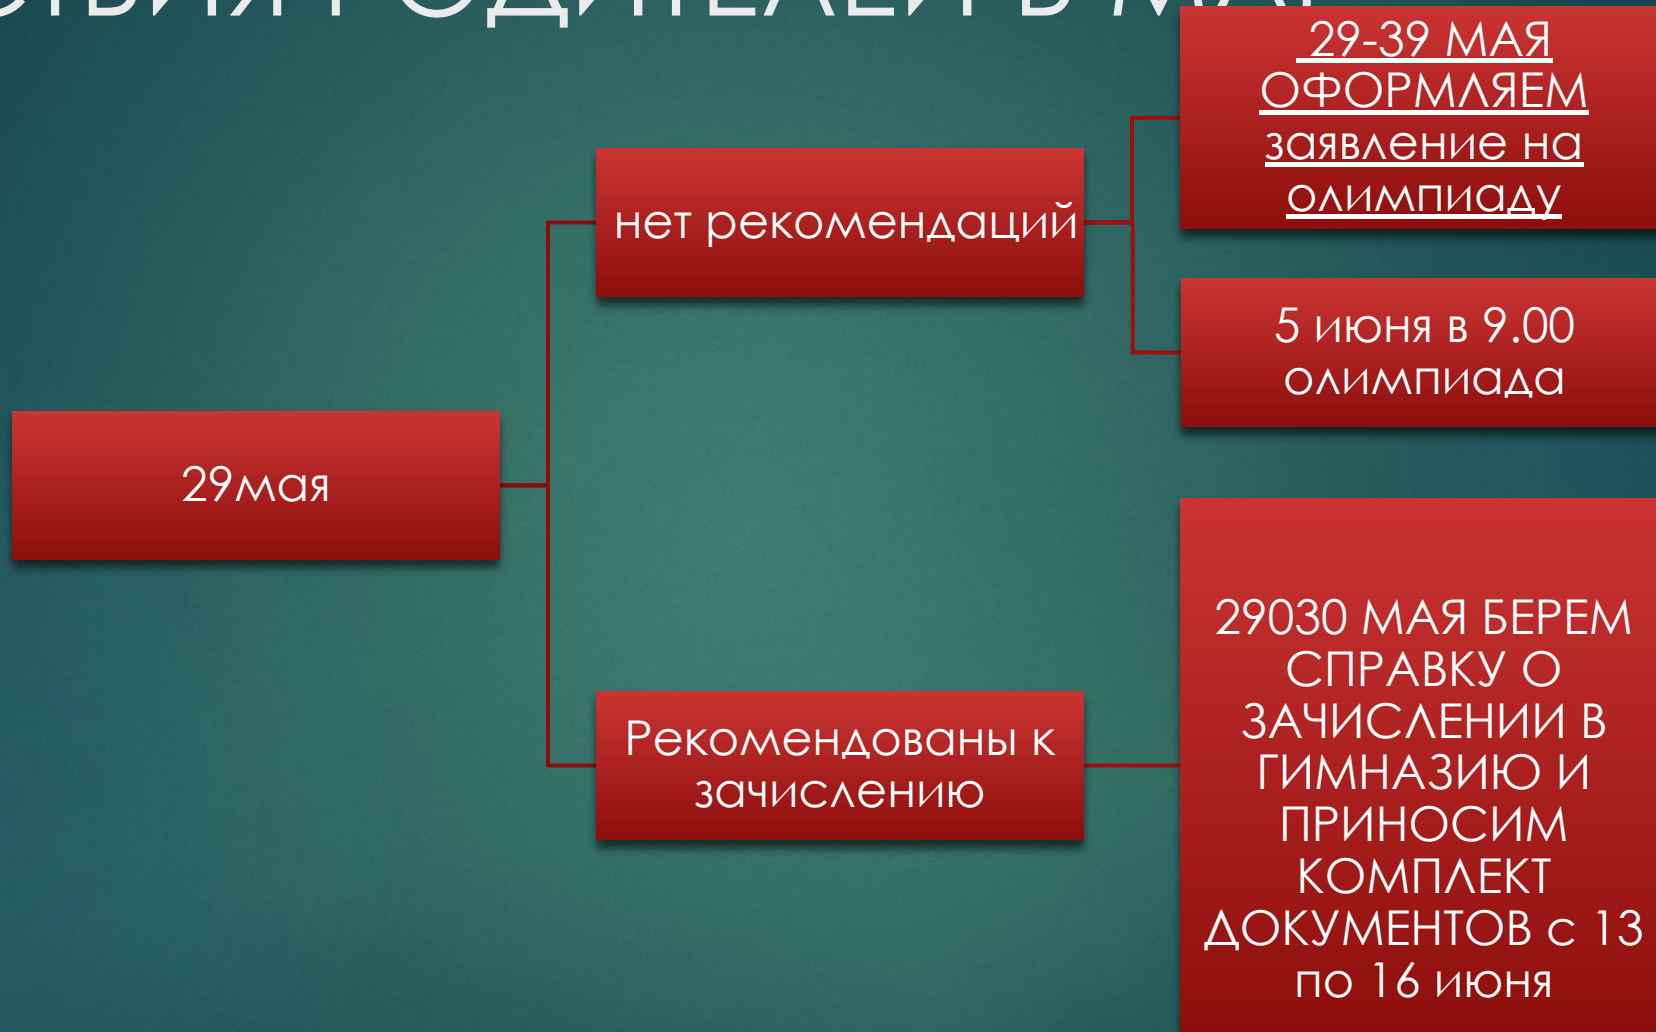 РОДИТЕЛЕЙ В
29-39 МАЯ
ОФОРМЛЯЕМ
заявление на
олимпиаду
нет рекомендаций
5 июня в 9.00
олимпиада
29мая
Рекомендованы к
зачислению
29030 МАЯ БЕРЕМ
СПРАВКУ О
ЗАЧИСЛЕНИИ В
ГИМНАЗИЮ И
ПРИНОСИМ
КОМПЛЕКТ
ДОКУМЕНТОВ с 13
по 16 июня